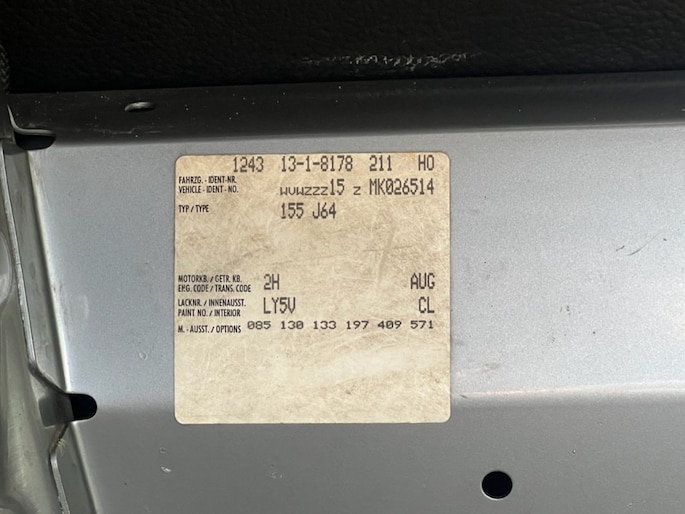 1243 13-1-8178 211 HO
FAHRZG. - IDENT-NR.
VEHICLE - IDENT - NO. WVWZZZ15 Z MK026514
TYP / TYPE 155 J64
MOTORKB. / GETR. KB.
ENG. CODE / TRANS. CODE 2H AUG
LACKNR. / INNENAUSST.
PAINT NO. / INTERIOR LY5V CL
M. - AUSST. / OPTIONS 085 130 133 197 409 571